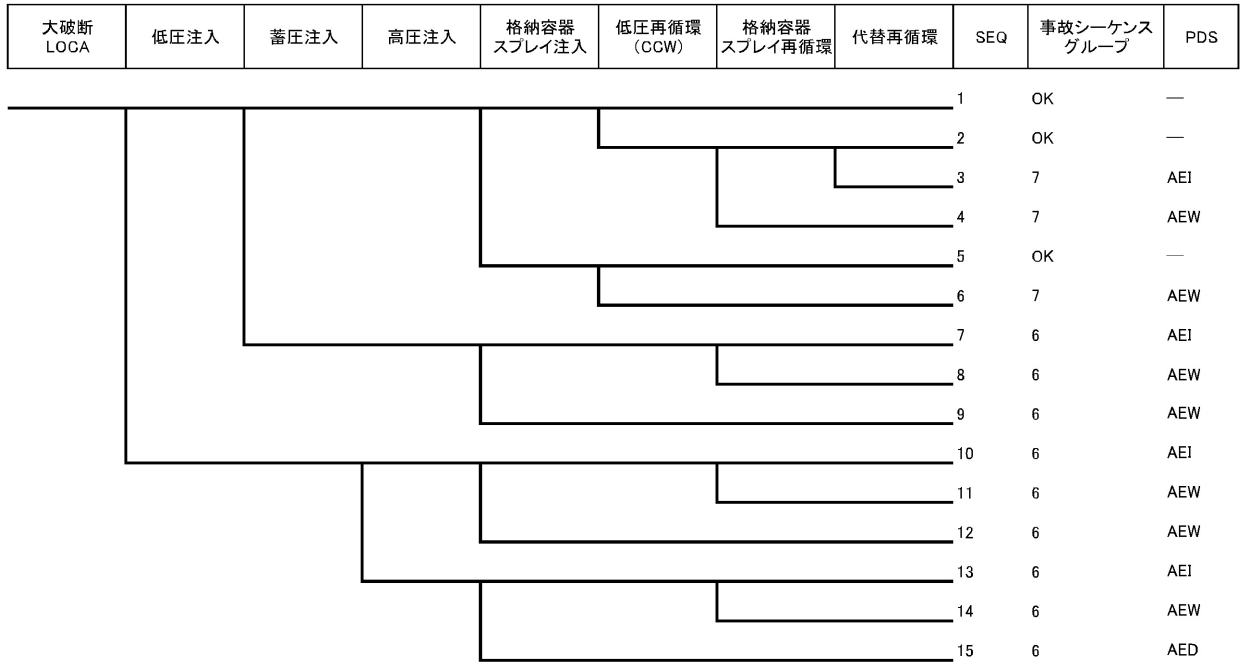 大破断
LOCA
低圧注入
蓄圧注入
高圧注入
格納容器
スプレイ注入
低圧再循環
(CCW)
格納容器
スプレイ再循環
代替再循環
SEQ
事故シーケンス
グループ
PDS
1 OK —
2 OK —
3 7 AEI
4 7 AEW
5 OK —
6 7 AEW
7 6 AEI
8 6 AEW
9 6 AEW
10 6 AEI
11 6 AEW
12 6 AEW
13 6 AEI
14 6 AEW
15 6 AED